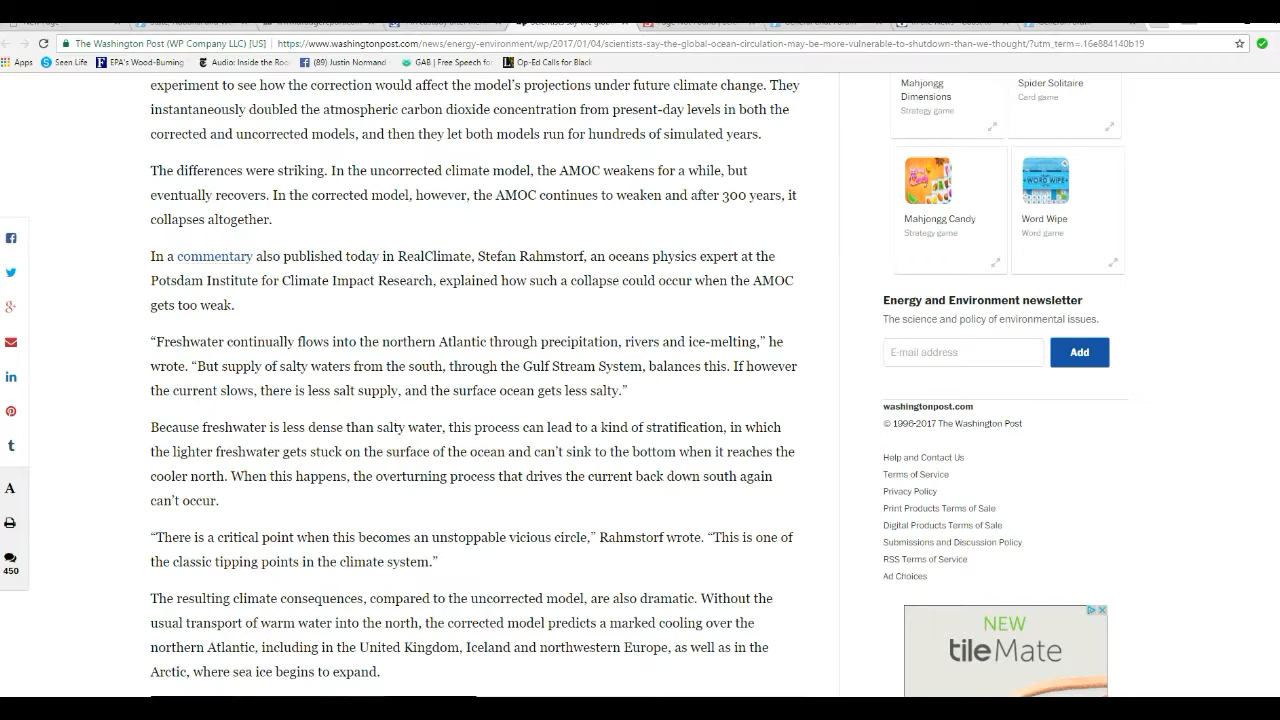 The Washington Post (WP Company LLC) [US]
https://www.washingtonpost.com/news/energy-environment/wp/2017/01/04/scientists-say-the-global-ocean-circulation-may-be-more-vulnerable-to-shutdown-than-we-thought/?utm_term=.16e884140b19
Apps
Seen Life
EPA's Wood-Burning
Audio: Inside the Roo
(89) Justin Normand
GAB | Free Speech for
Op-Ed Calls for Black
experiment to see how the correction would affect the model's projections under future climate change. They
instantaneously doubled the atmospheric carbon dioxide concentration from present-day levels in both the
corrected and uncorrected models, and then they let both models run for hundreds of simulated years.
The differences were striking. In the uncorrected climate model, the AMOC weakens for a while, but
eventually recovers. In the corrected model, however, the AMOC continues to weaken and after 300 years, it
collapses altogether.
In a commentary also published today in RealClimate, Stefan Rahmstorf, an oceans physics expert at the
Potsdam Institute for Climate Impact Research, explained how such a collapse could occur when the AMOC
gets too weak.
“Freshwater continually flows into the northern Atlantic through precipitation, rivers and ice-melting,” he
wrote. “But supply of salty waters from the south, through the Gulf Stream System, balances this. If however
the current slows, there is less salt supply, and the surface ocean gets less salty.”
Because freshwater is less dense than salty water, this process can lead to a kind of stratification, in which
the lighter freshwater gets stuck on the surface of the ocean and can’t sink to the bottom when it reaches the
cooler north. When this happens, the overturning process that drives the current back down south again
can’t occur.
“There is a critical point when this becomes an unstoppable vicious circle,” Rahmstorf wrote. “This is one of
the classic tipping points in the climate system.”
The resulting climate consequences, compared to the uncorrected model, are also dramatic. Without the
usual transport of warm water into the north, the corrected model predicts a marked cooling over the
northern Atlantic, including in the United Kingdom, Iceland and northwestern Europe, as well as in the
Arctic, where sea ice begins to expand.
A
450
Mahjongg
Dimensions
Strategy game
Spider Solitaire
Card game
Candy
WORD WIPE
Mahjongg Candy
Strategy game
Word Wipe
Word game
Energy and Environment newsletter
The science and policy of environmental issues.
E-mail address
Add
washingtonpost.com
© 1996-2017 The Washington Post
Help and Contact Us
Terms of Service
Privacy Policy
Print Products Terms of Sale
Digital Products Terms of Sale
Submissions and Discussion Policy
RSS Terms of Service
Ad Choices
NEW
tile Mate